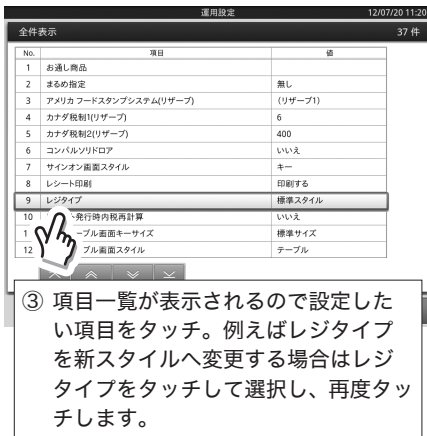 運用設定 12/07/20 11:20
全件表示 37 件
No. 項目 値
1 お通し商品
2 まるめ指定 無し
3 アメリカ フードスタンプシステム(リザーブ) (リザーブ1)
4 カナダ税制1(リザーブ) 6
5 カナダ税制2(リザーブ) 400
6 コンパルソリドロア いいえ
7 サインオン画面スタイル キー
8 レシート印刷 印刷する
9 レジタイプ 標準スタイル
10 ト発行時内税再計算 いいえ
1 ーブル画面キーサイズ 標準サイズ
12 ブル画面スタイル テーブル
③ 項目一覧が表示されるので設定した
い項目をタッチ。例えばレジタイプ
を新スタイルへ変更する場合はレジ
タイプをタッチして選択し、再度タッ
チします。